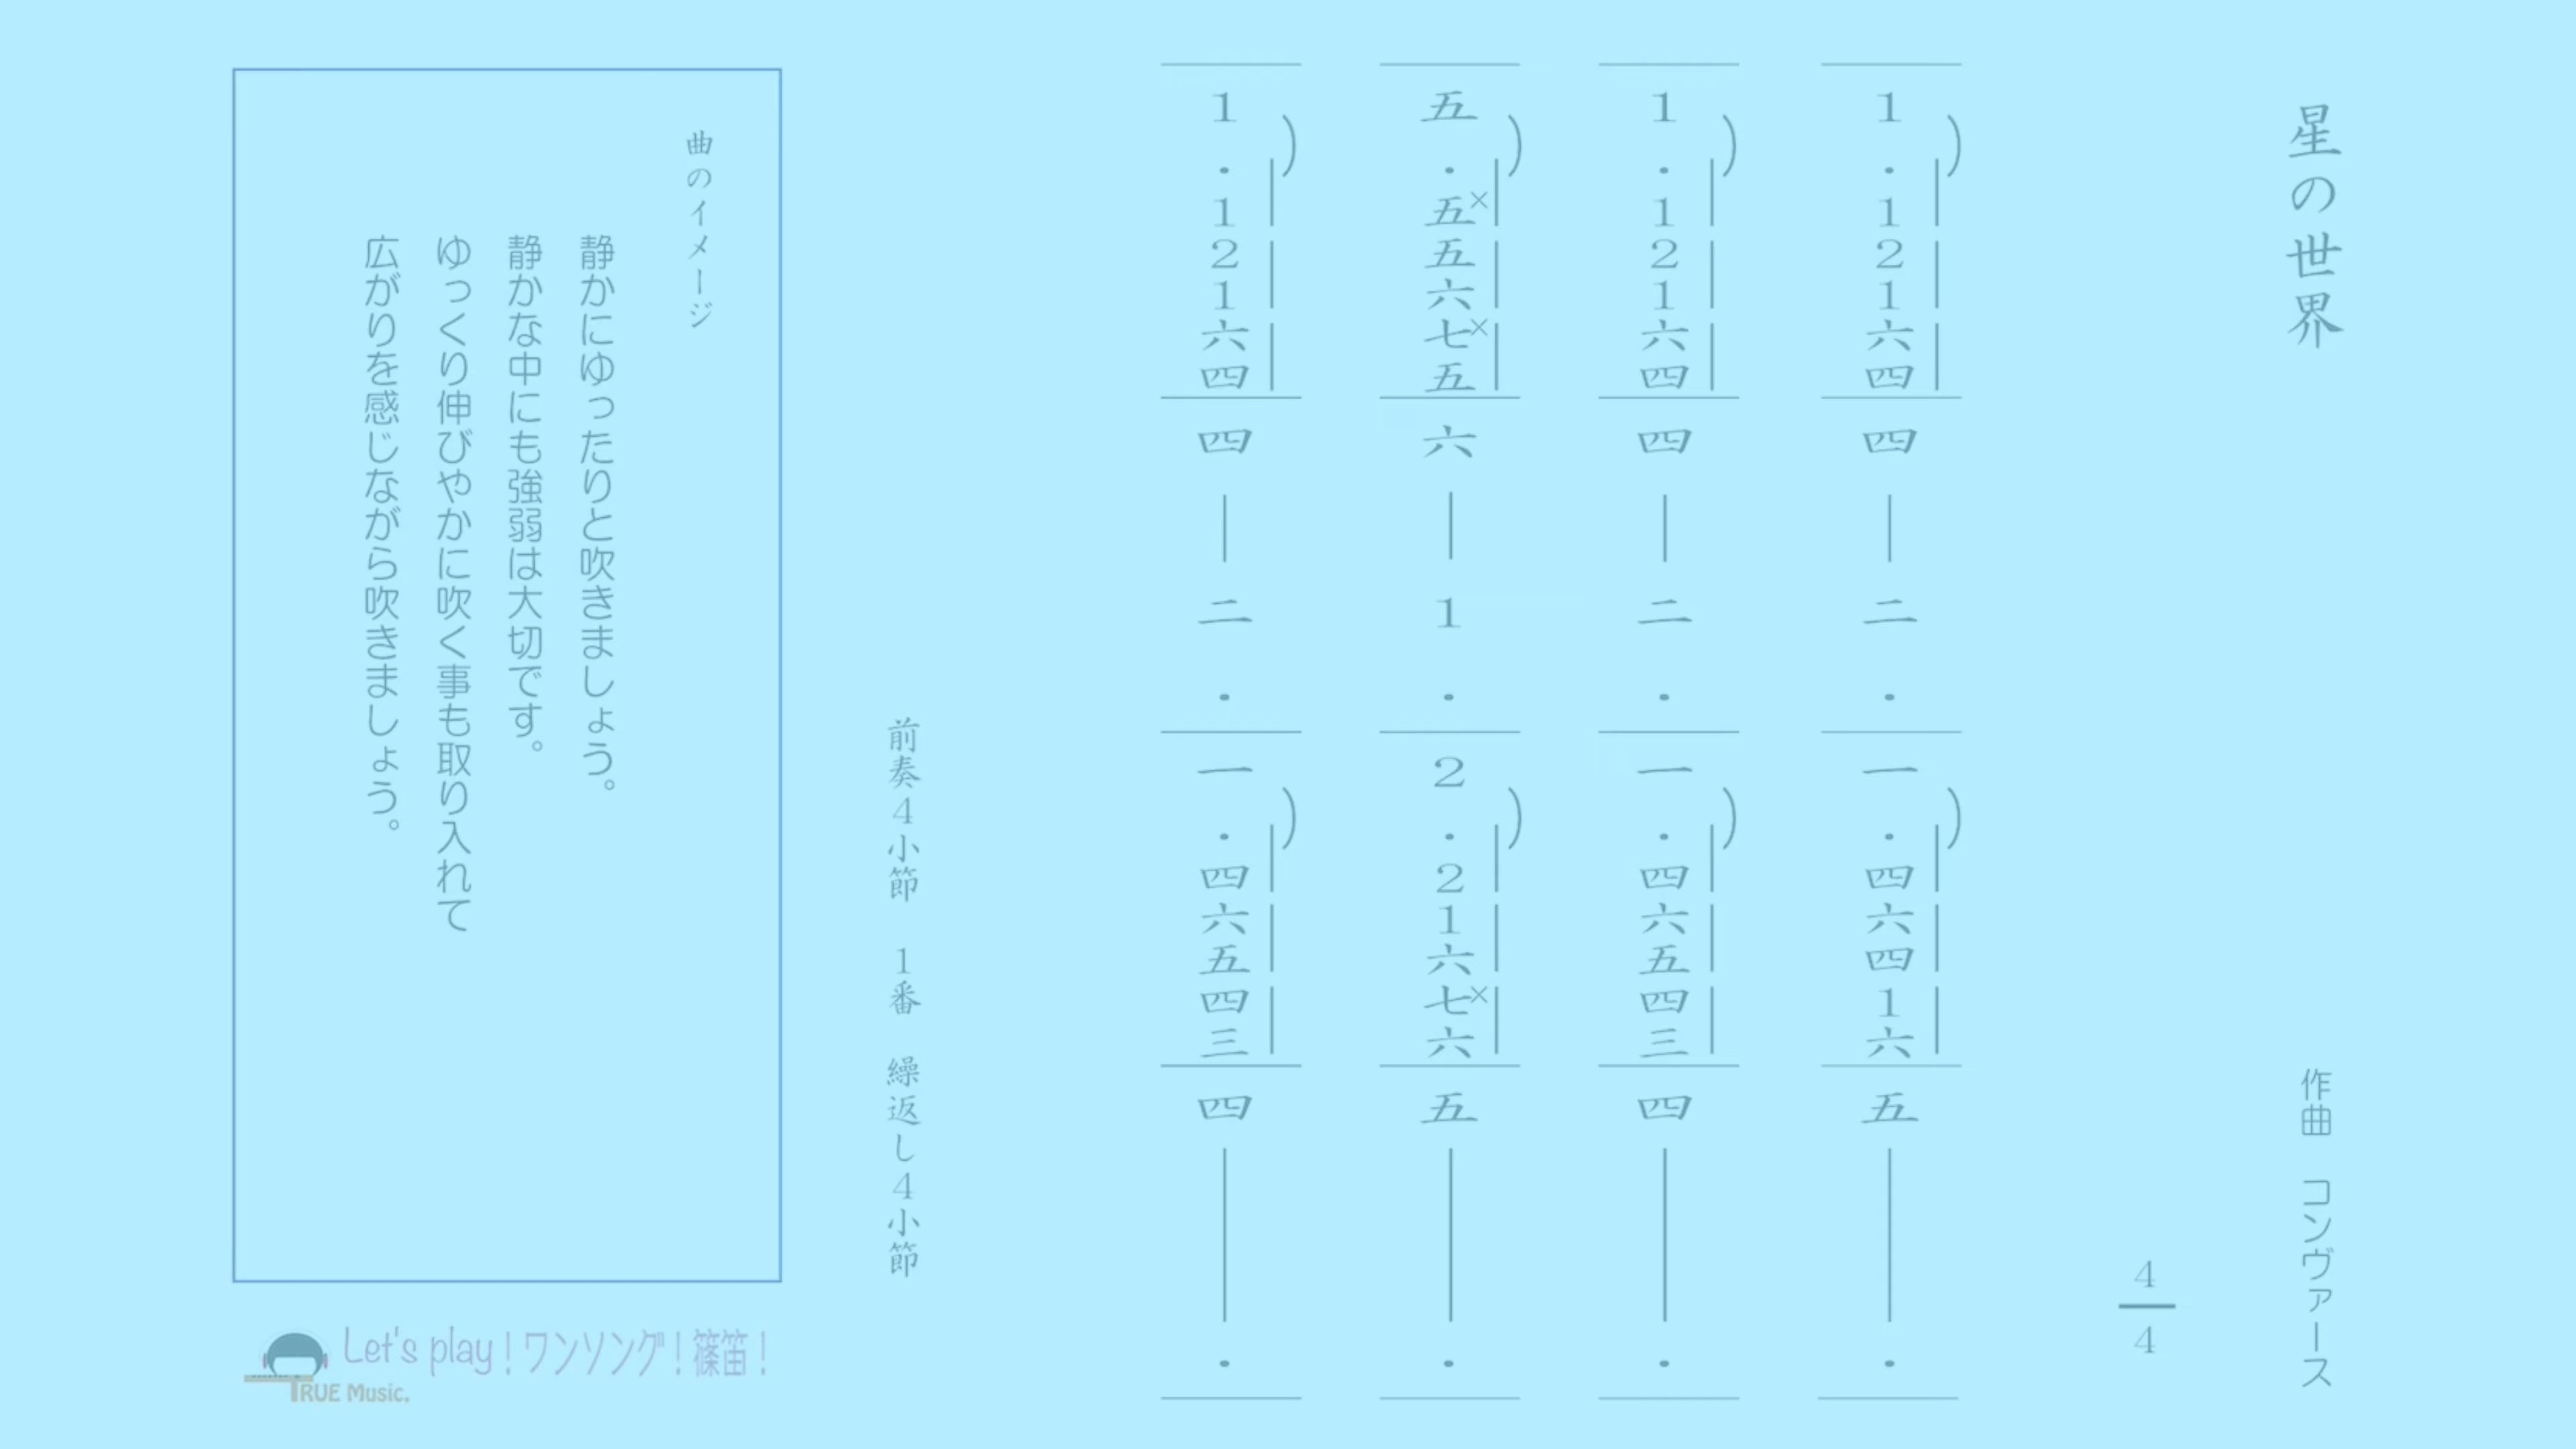 星の世界
作曲　コンヴァース
4
4
1・1 2 1 六 四
四｜二・
一・四 六 四 1 六
五｜・
1・1 2 1 六 四
四｜二・
一・四 六 五 四 三
四｜・
五・五× 五 六 七× 五
六｜1・
2・2 1 六 七× 六
五｜・
1・1 2 1 六 四
四｜二・
一・四 六 五 四 三
四｜・
前奏4小節　1番　繰返し4小節
曲のイメージ
静かにゆったりと吹きましょう。
静かな中にも強弱は大切です。
ゆっくり伸びやかに吹く事も取り入れて
広がりを感じながら吹きましょう。
Let's play！ワンソング！篠笛！
TRUE Music.